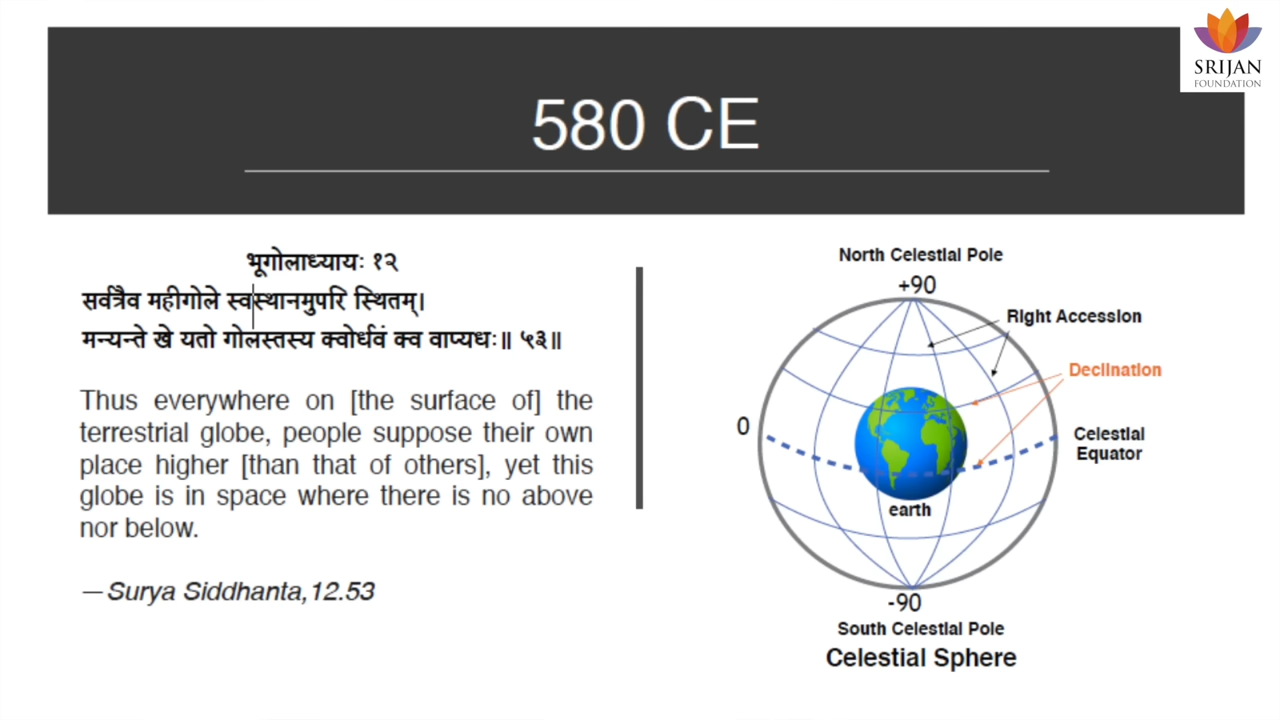 SRIJAN
FOUNDATION
580 CE
भूगोलाध्यायः १२
सर्वत्रैव महीगोले स्वस्थानमुपरि स्थितम्।
मन्यन्ते खे यतो गोलस्तस्य क्वोर्धवं क्व वाप्यधः॥ ५३॥
Thus everywhere on [the surface of] the
terrestrial globe, people suppose their own
place higher [than that of others], yet this
globe is in space where there is no above
nor below.
—Surya Siddhanta,12.53
North Celestial Pole
+90
Right Accession
Declination
0
Celestial
Equator
earth
-90
South Celestial Pole
Celestial Sphere